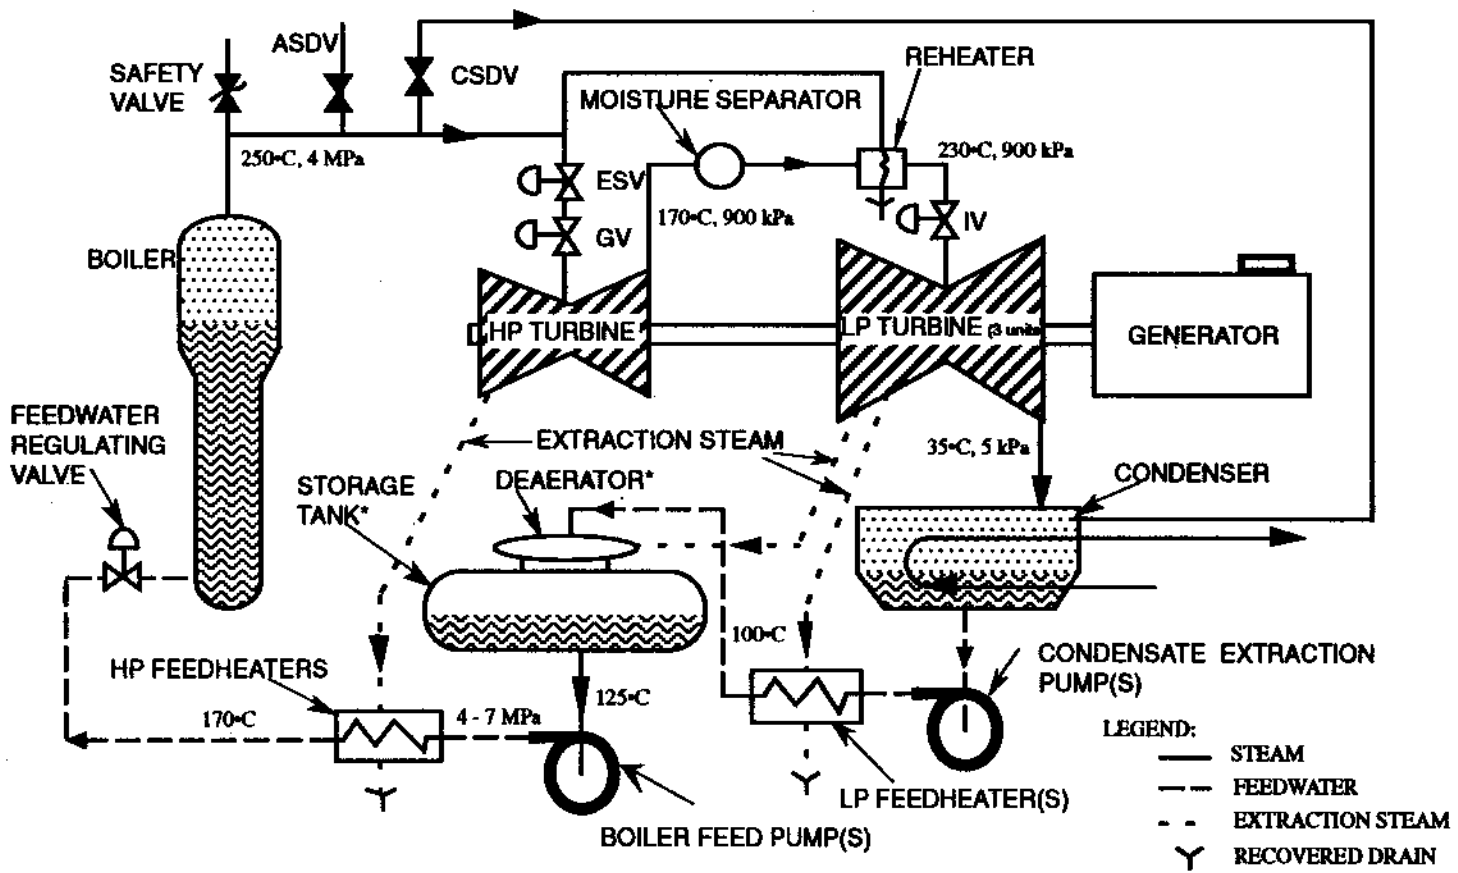 ASDV
SAFETY
VALVE
CSDV
REHEATER
MOISTURE SEPARATOR
250•C, 4 MPa
230•C, 900 kPa
ESV
170•C, 900 kPa
IV
GV
BOILER
HP TURBINE
LP TURBINE (3 units
GENERATOR
FEEDWATER
REGULATING
VALVE
EXTRACTION STEAM
35•C, 5 kPa
CONDENSER
STORAGE
TANK*
DEAERATOR*
100•C
CONDENSATE EXTRACTION
PUMP(S)
HP FEEDHEATERS
125•C
170•C
4 - 7 MPa
LEGEND:
STEAM
FEEDWATER
EXTRACTION STEAM
RECOVERED DRAIN
LP FEEDHEATER(S)
BOILER FEED PUMP(S)